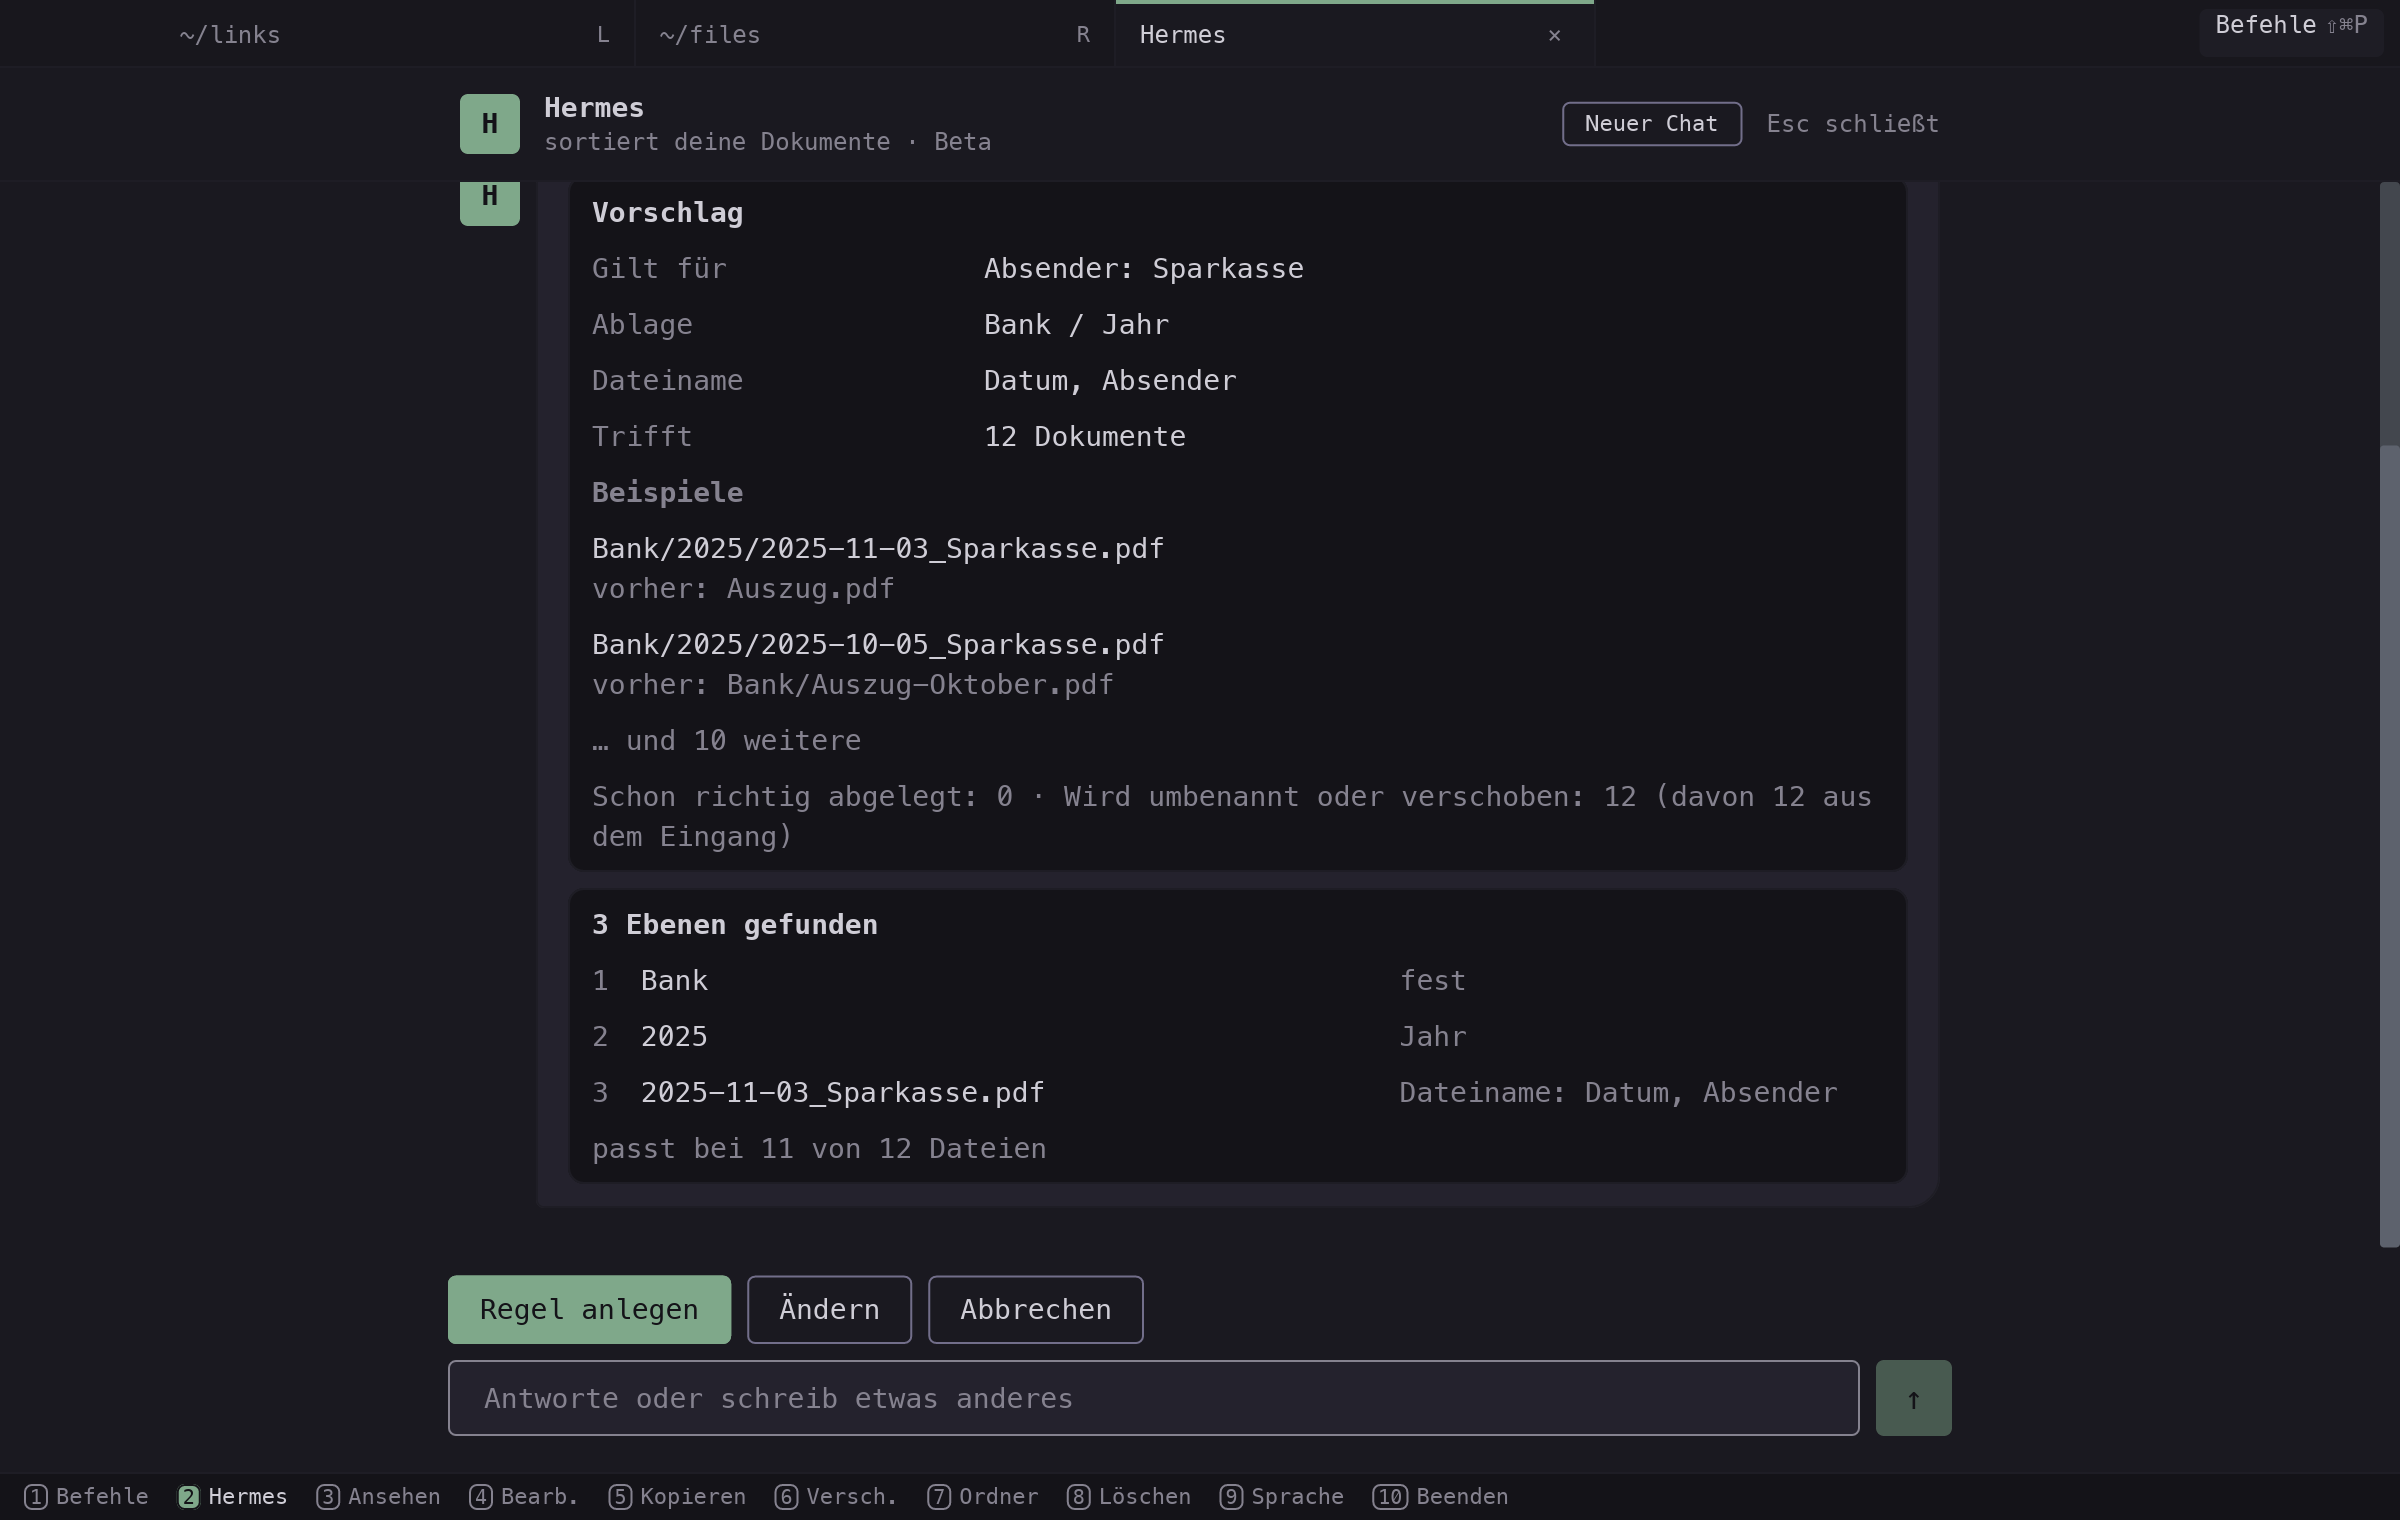 ~/links L ~/files R Hermes × Befehle ⇧⌘P
H Hermes
sortiert deine Dokumente · Beta
Neuer Chat Esc schließt
H
Vorschlag
Gilt für Absender: Sparkasse
Ablage Bank / Jahr
Dateiname Datum, Absender
Trifft 12 Dokumente
Beispiele
Bank/2025/2025-11-03_Sparkasse.pdf
vorher: Auszug.pdf
Bank/2025/2025-10-05_Sparkasse.pdf
vorher: Bank/Auszug-Oktober.pdf
… und 10 weitere
Schon richtig abgelegt: 0 · Wird umbenannt oder verschoben: 12 (davon 12 aus
dem Eingang)
3 Ebenen gefunden
1 Bank fest
2 2025 Jahr
3 2025-11-03_Sparkasse.pdf Dateiname: Datum, Absender
passt bei 11 von 12 Dateien
Regel anlegen Ändern Abbrechen
Antworte oder schreib etwas anderes ↑
1 Befehle 2 Hermes 3 Ansehen 4 Bearb. 5 Kopieren 6 Versch. 7 Ordner 8 Löschen 9 Sprache 10 Beenden